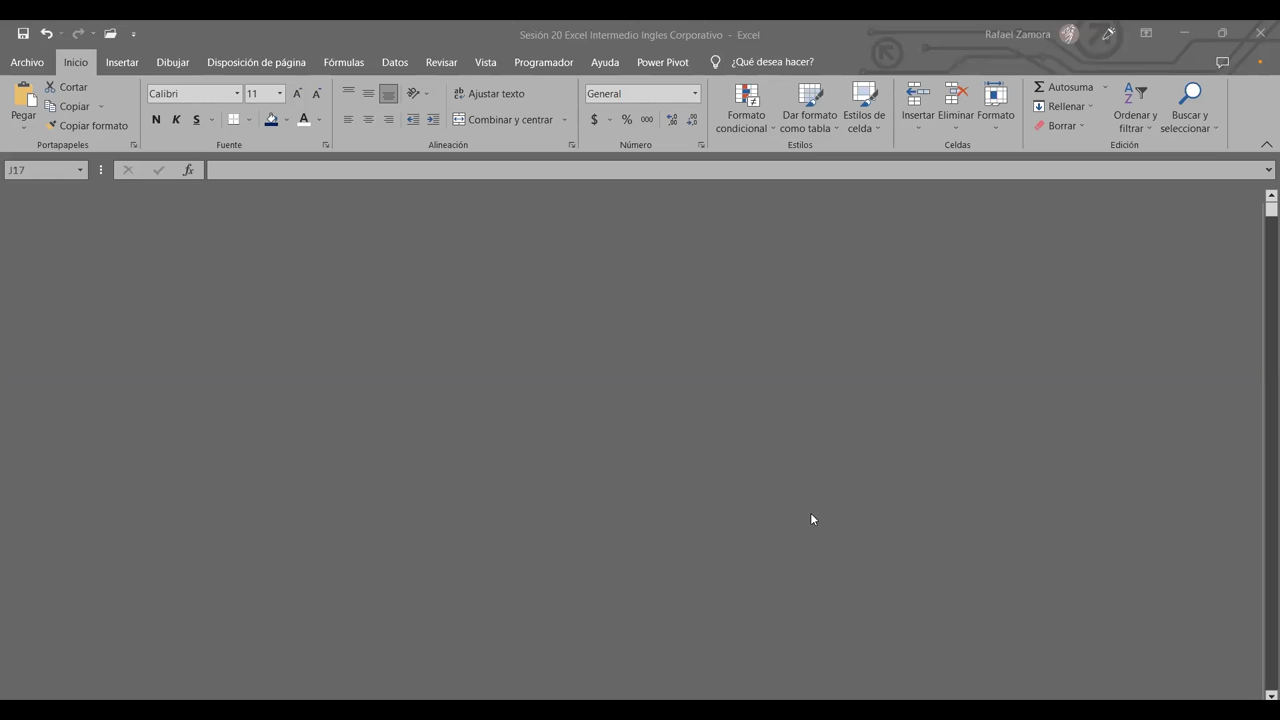 Sesión 20 Excel Intermedio Ingles Corporativo - Excel
Rafael Zamora
Archivo Inicio Insertar Dibujar Disposición de página Fórmulas Datos Revisar Vista Programador Ayuda Power Pivot ¿Qué desea hacer?
Pegar
Cortar
Copiar
Copiar formato
Portapapeles
Calibri 11
N K S A
Fuente
Ajustar texto
Combinar y centrar
Alineación
General
$ % 000
Número
Formato condicional
Dar formato como tabla
Estilos de celda
Estilos
Insertar Eliminar Formato
Celdas
Autosuma
Rellenar
Borrar
Ordenar y filtrar
Buscar y seleccionar
Edición
J17
fx